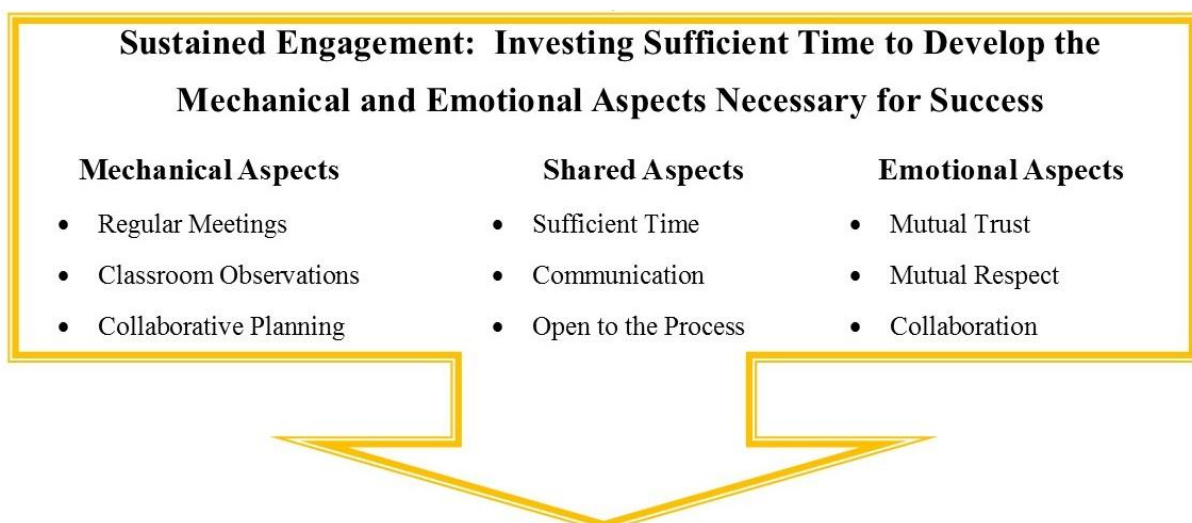 Sustained Engagement: Investing Sufficient Time to Develop the
Mechanical and Emotional Aspects Necessary for Success
Mechanical Aspects
• Regular Meetings
• Classroom Observations
• Collaborative Planning
Shared Aspects
• Sufficient Time
• Communication
• Open to the Process
Emotional Aspects
• Mutual Trust
• Mutual Respect
• Collaboration